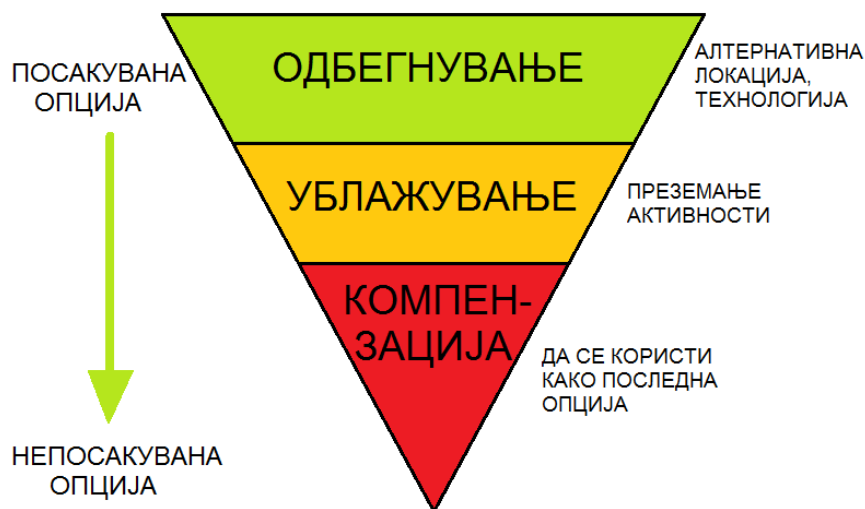 ПОСАКУВАНА
ОПЦИЈА
ОДБЕГНУВАЊЕ
АЛТЕРНАТИВНА
ЛОКАЦИЈА,
ТЕХНОЛОГИЈА
УБЛАЖУВАЊЕ
ПРЕЗЕМАЊЕ
АКТИВНОСТИ
КОМПЕН-
ЗАЦИЈА
ДА СЕ КОРИСТИ
КАКО ПОСЛЕДНА
ОПЦИЈА
НЕПОСАКУВАНА
ОПЦИЈА